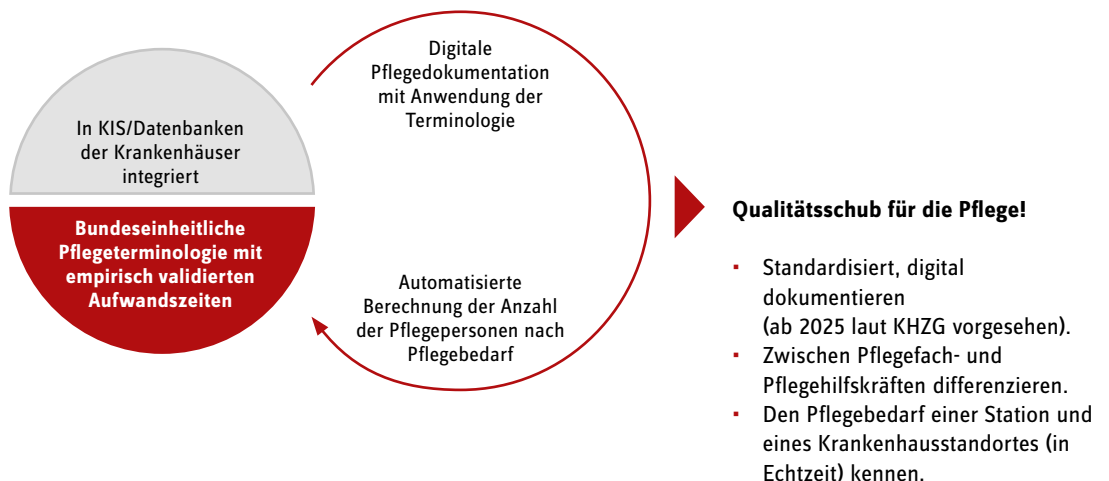 In KIS/Datenbanken
der Krankenhäuser
integriert
Bundeseinheitliche
Pflegeterminologie mit
empirisch validierten
Aufwandszeiten
Digitale
Pflegedokumentation
mit Anwendung der
Terminologie
Automatisierte
Berechnung der Anzahl
der Pflegepersonen nach
Pflegebedarf
Qualitätsschub für die Pflege!
▪ Standardisiert, digital
dokumentieren
(ab 2025 laut KHZG vorgesehen).
▪ Zwischen Pflegefach- und
Pflegehilfskräften differenzieren.
▪ Den Pflegebedarf einer Station und
eines Krankenhausstandortes (in
Echtzeit) kennen.